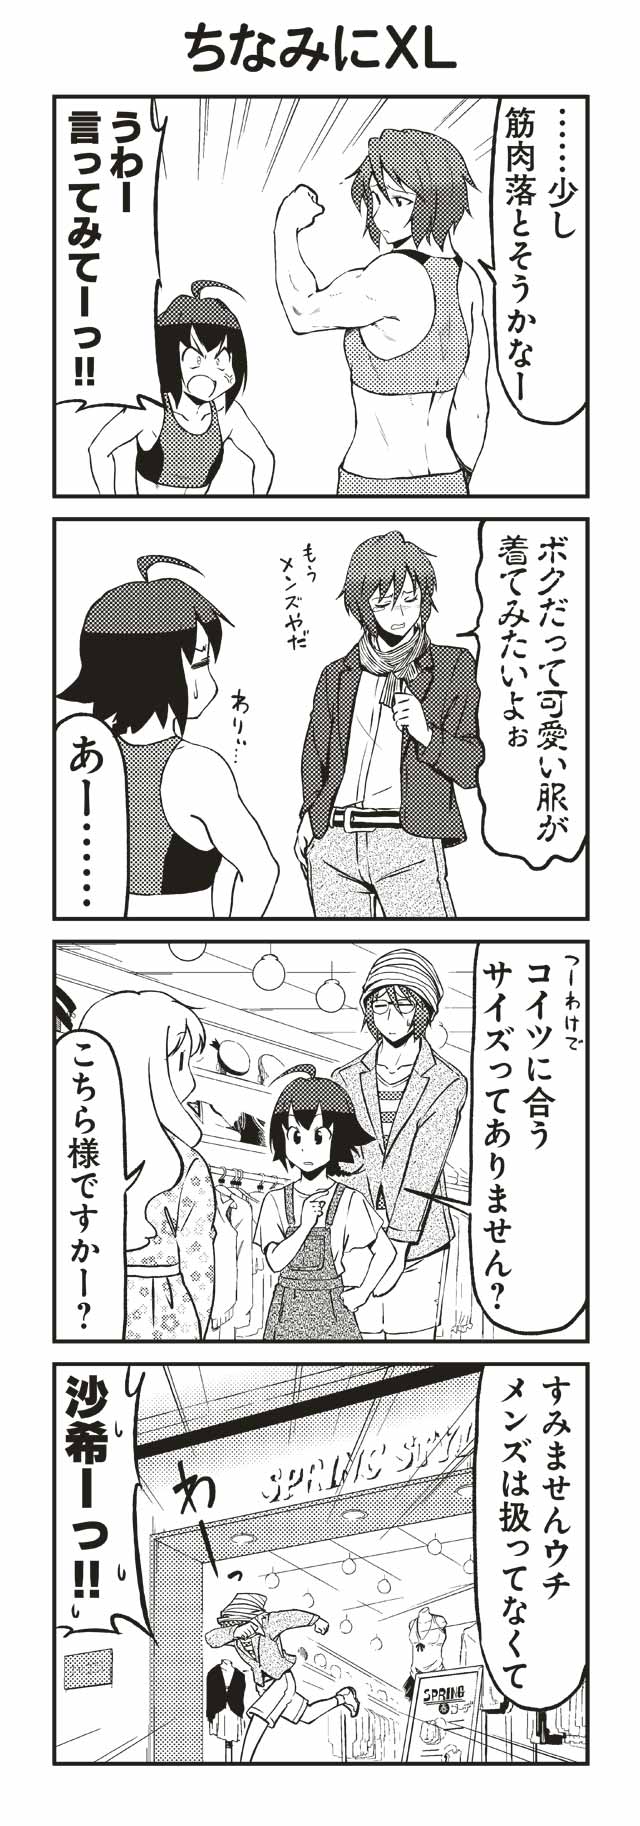 ちなみにXL
……少し
筋肉落とそうかなー
うわー
言ってみてーっ!!
ボクだって可愛い服が
着てみたいよぉ
もう
メンズやだ
わりぃ…
あー……
つーわけで
コイツに合う
サイズってありません?
こちら様ですかー?
すみませんウチ
メンズは扱ってなくて
SPRING STYL
わー
沙希ーっ!!
SPRING
コーデ